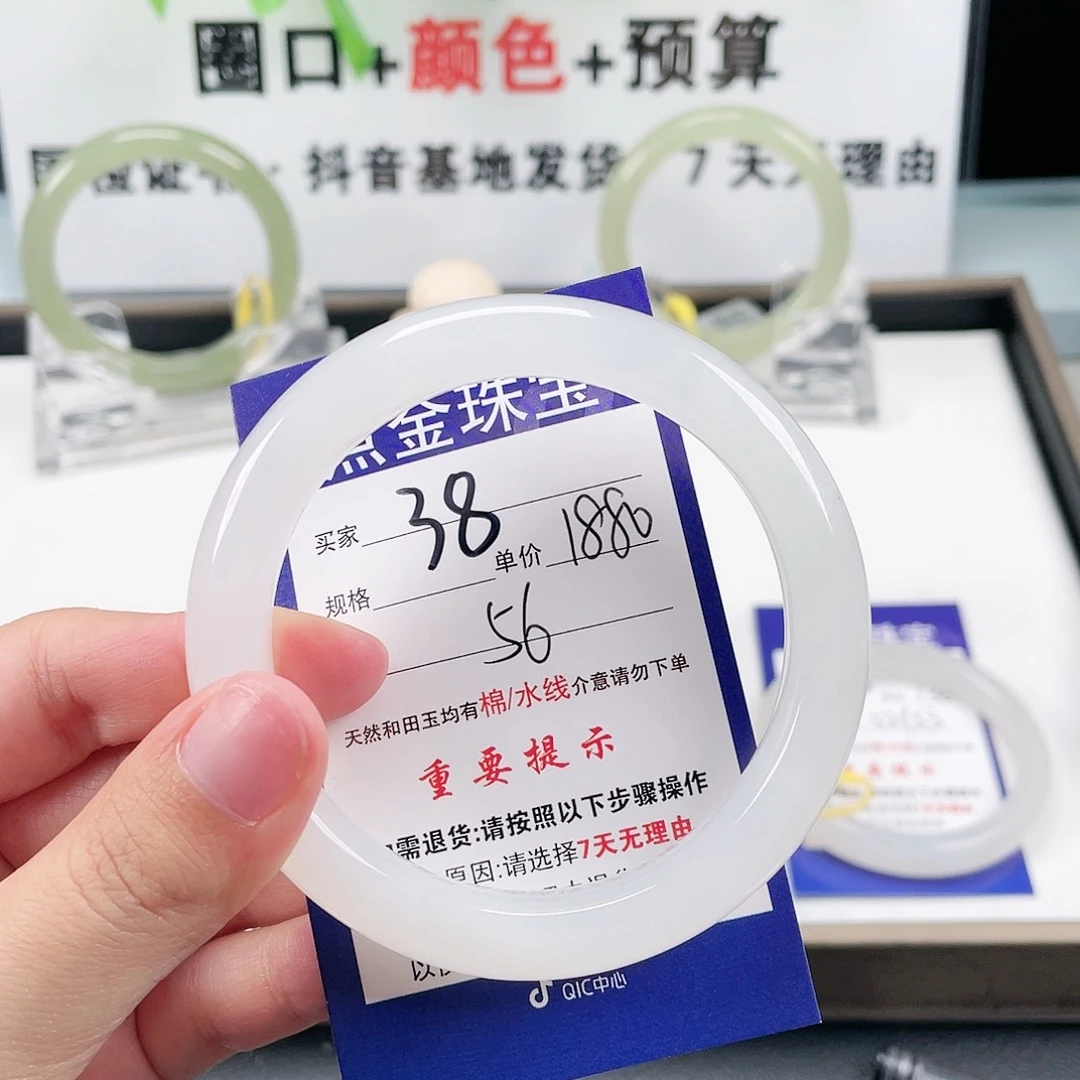 圈口+颜色+预算
抖音基地发货 7天 理由
金珠宝
买家 38 单价 1880
规格
56
天然和田玉均有棉/水线介意请勿下单
重要提示
需退货:请按照以下步骤操作
原因:请选择7天无理由
QIC中心